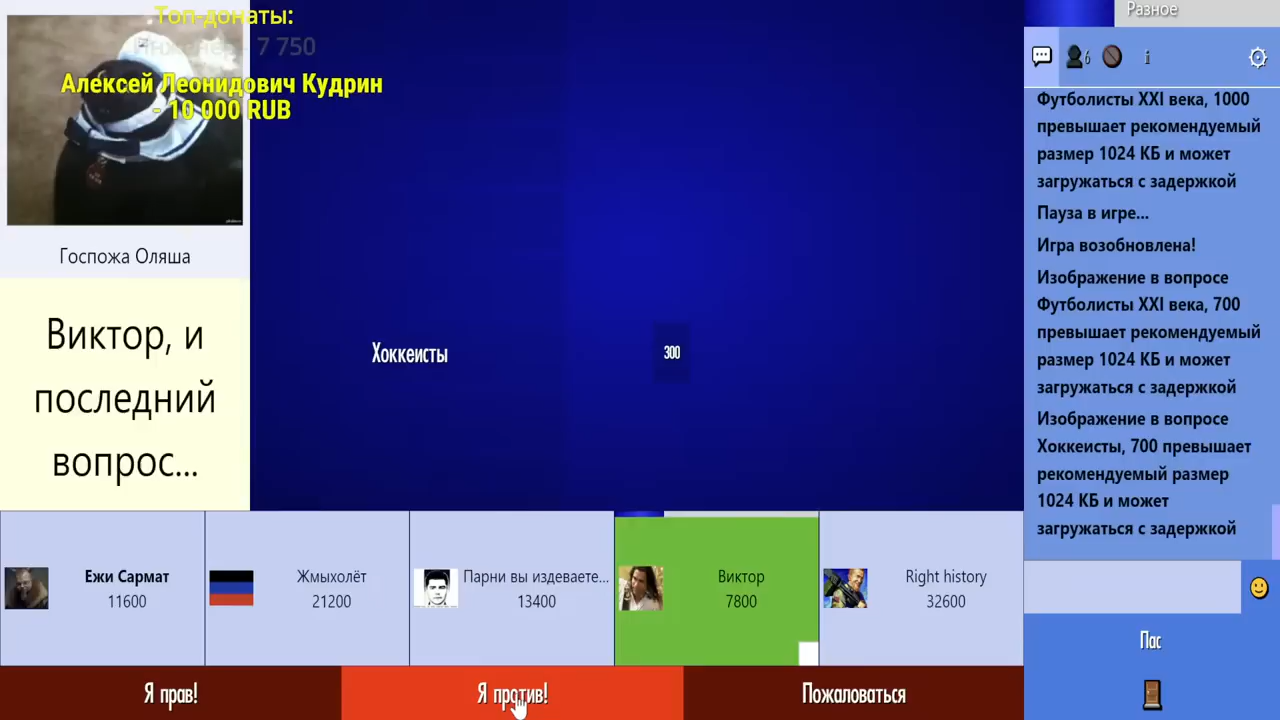 Топ-донаты:
Инженер - 7 750
Алексей Леонидович Кудрин
- 10 000 RUB
Госпожа Оляша
Виктор, и
последний
вопрос...
Хоккеисты
300
Разное
6
i
Футболисты XXI века, 1000
превышает рекомендуемый
размер 1024 КБ и может
загружаться с задержкой
Пауза в игре...
Игра возобновлена!
Изображение в вопросе
Футболисты XXI века, 700
превышает рекомендуемый
размер 1024 КБ и может
загружаться с задержкой
Изображение в вопросе
Хоккеисты, 700 превышает
рекомендуемый размер
1024 КБ и может
загружаться с задержкой
Ежи Сармат
11600
Жмыхолёт
21200
Парни вы издеваете...
13400
Виктор
7800
Right history
32600
Пас
Я прав!
Я против!
Пожаловаться